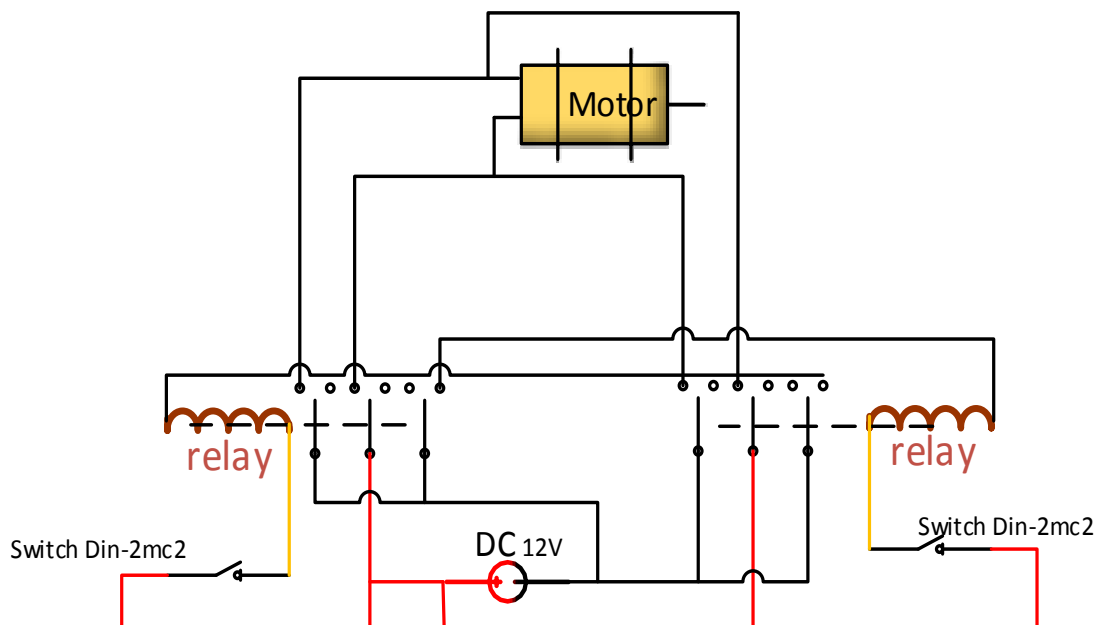 Motor
relay
relay
Switch Din-2mc2
Switch Din-2mc2
DC 12V
+